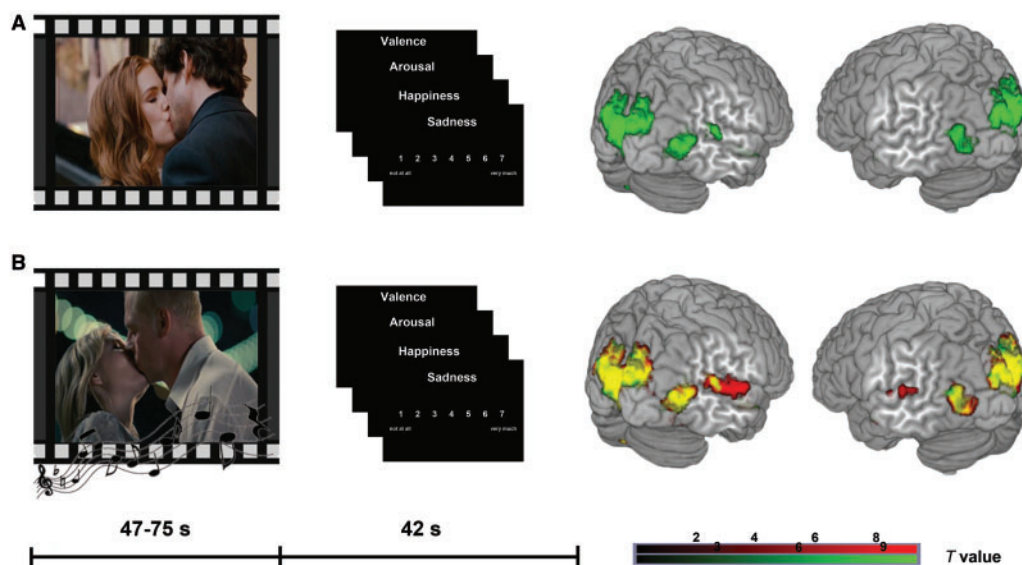 A
Valence
Arousal
Happiness
Sadness
1 2 3 4 5 6 7
not at all very much
B
Valence
Arousal
Happiness
Sadness
1 2 3 4 5 6 7
not at all very much
47-75 s 42 s
2 4 6 8
3 6 9
T value